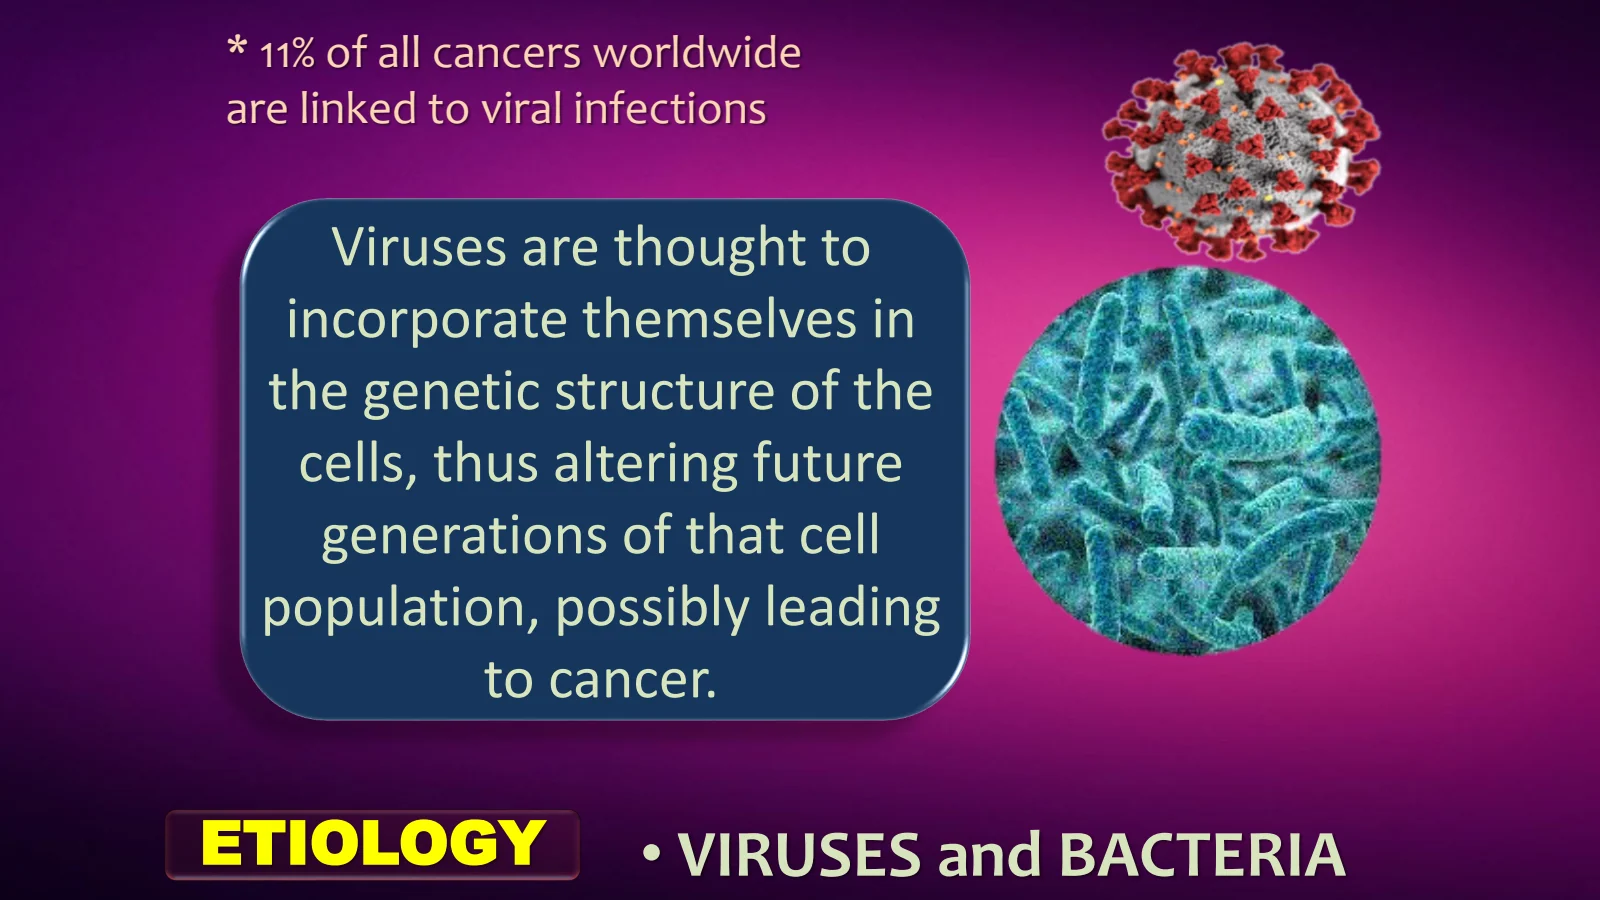 * 11% of all cancers worldwide
are linked to viral infections
Viruses are thought to
incorporate themselves in
the genetic structure of the
cells, thus altering future
generations of that cell
population, possibly leading
to cancer.
ETIOLOGY
• VIRUSES and BACTERIA